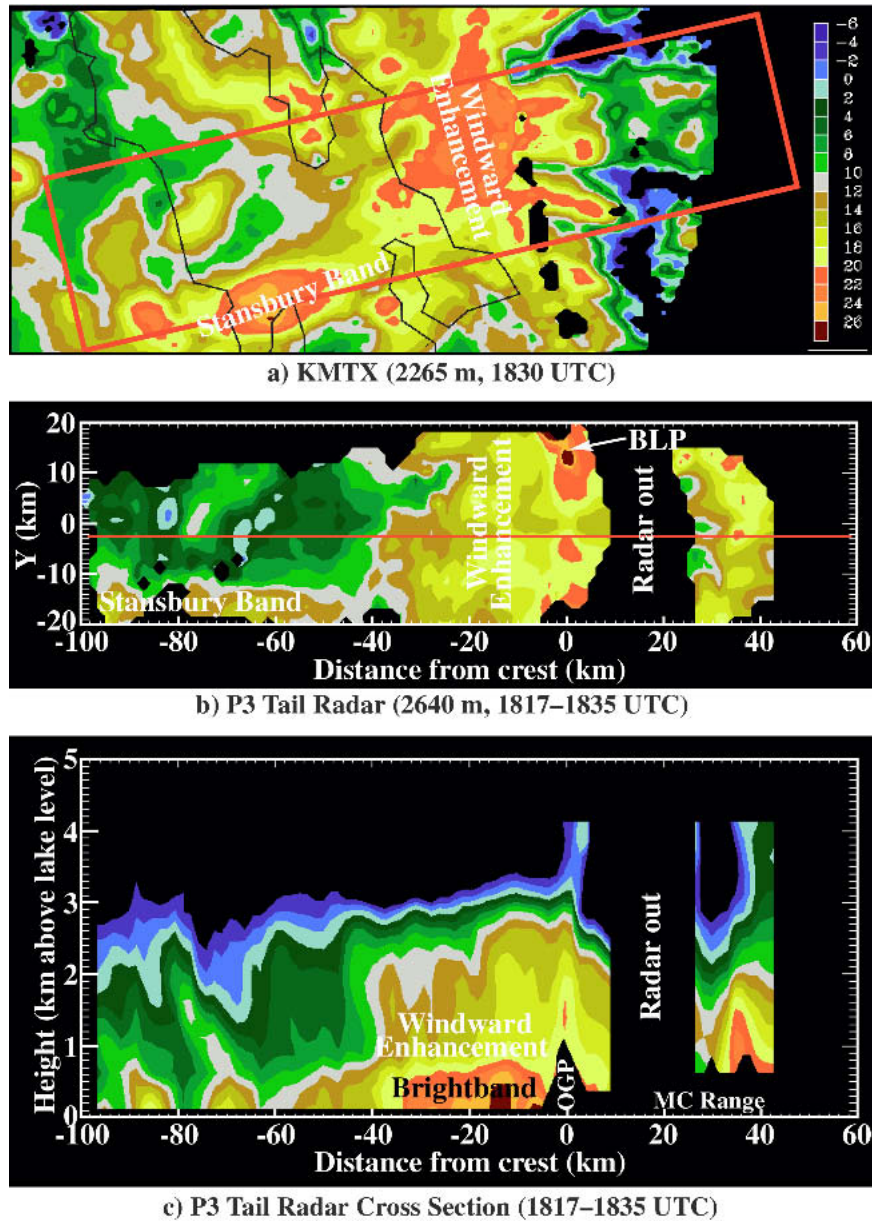 -6
-4
-2
0
2
4
6
8
10
12
14
16
18
20
22
24
26
Windward
Enhancement
Stansbury Band
a) KMTX (2265 m, 1830 UTC)
20
10
0
-10
-20
Y (km)
BLP
Windward
Enhancement
Radar out
Stansbury Band
-100 -80 -60 -40 -20 0 20 40 60
Distance from crest (km)
b) P3 Tail Radar (2640 m, 1817–1835 UTC)
5
4
3
2
1
0
Height (km above lake level)
Radar out
Windward
Enhancement
Brightband
OGP
MC Range
-100 -80 -60 -40 -20 0 20 40 60
Distance from crest (km)
c) P3 Tail Radar Cross Section (1817–1835 UTC)